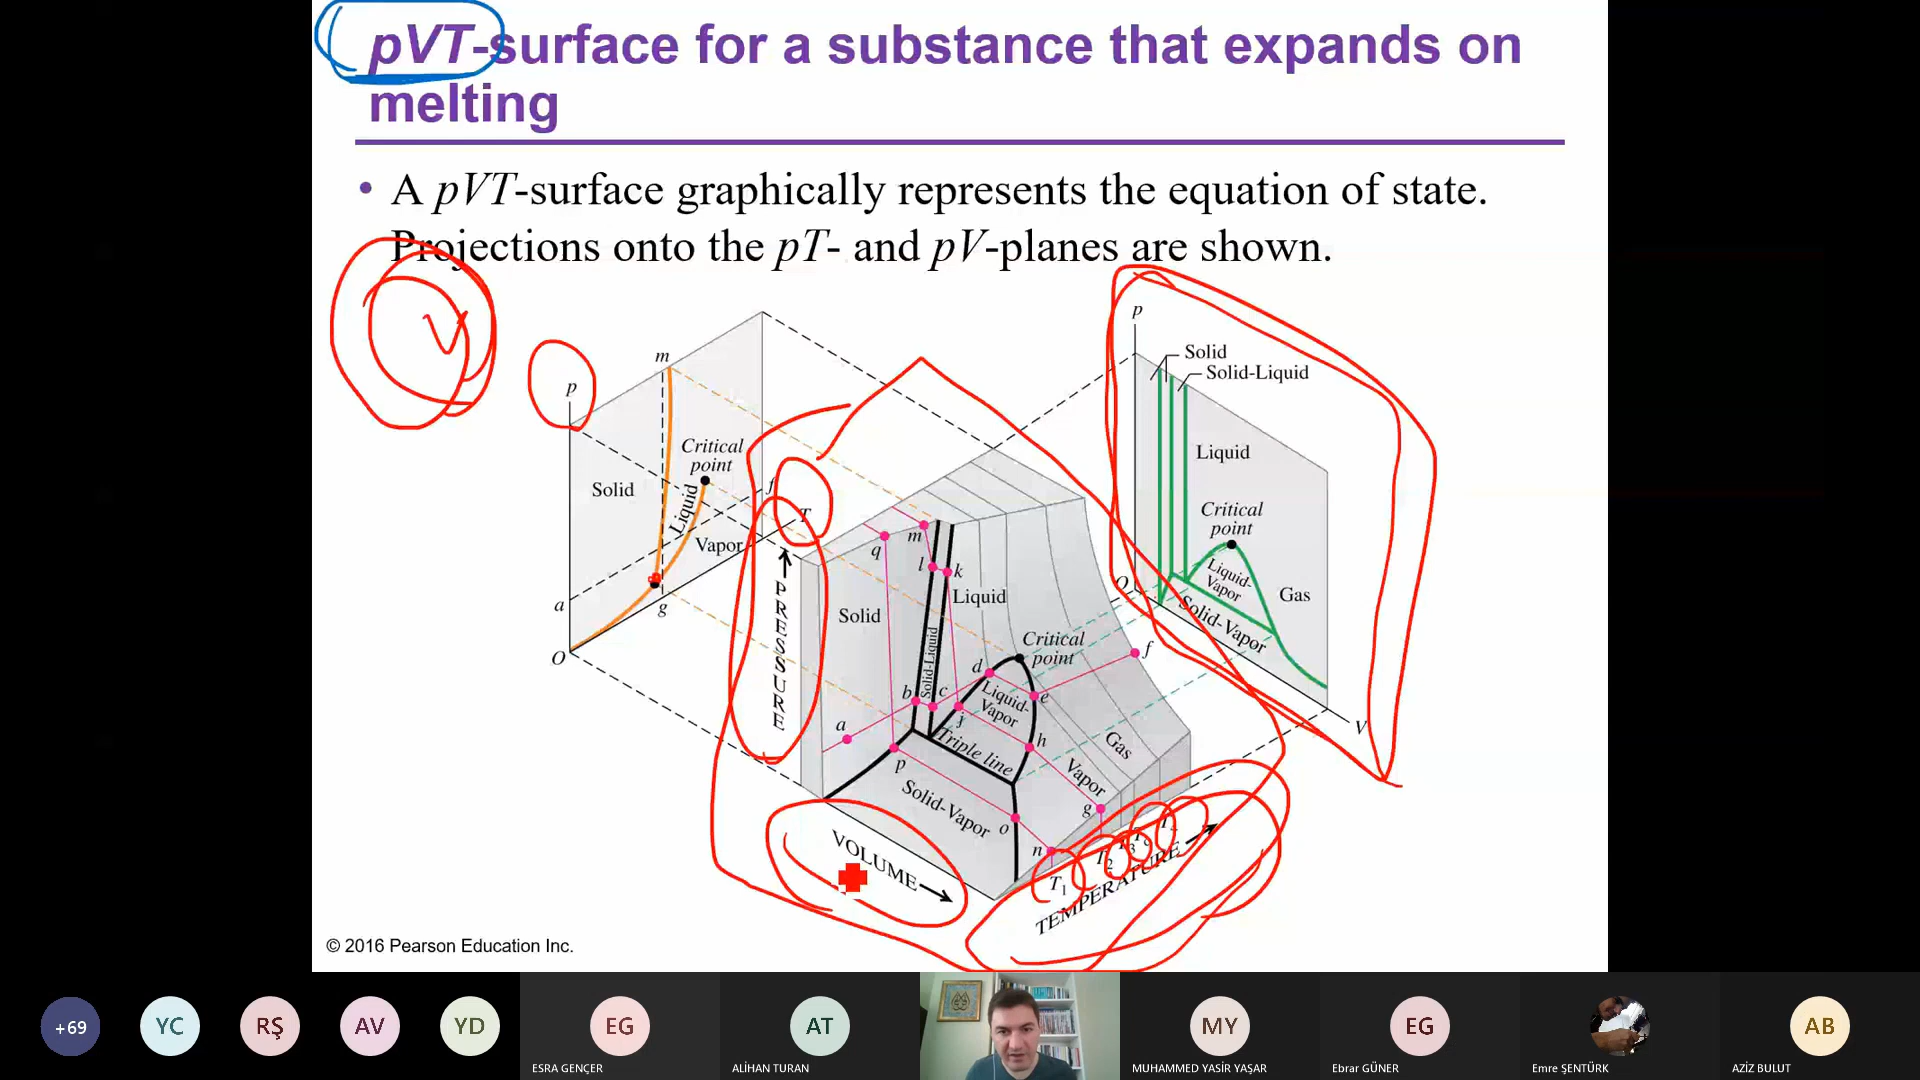 pVT-surface for a substance that expands on
melting
• A pVT-surface graphically represents the equation of state.
Projections onto the pT- and pV-planes are shown.
V
p
m
Critical
point
Solid
Liquid
Vapor
f
T
a
g
O
p
Solid
Solid-Liquid
Liquid
Critical
point
Liquid-
Vapor
Gas
Solid-Vapor
O
V
PRESSURE
q
m
l
k
Solid
Liquid
Solid-Liquid
Critical
point
f
d
e
b
c
j
Liquid-
Vapor
h
a
Triple line
Gas
p
Solid-Vapor
Vapor
g
o
n
VOLUME
T1
T2
TEMPERATURE
© 2016 Pearson Education Inc.
+69
YC
RŞ
AV
YD
EG
ESRA GENÇER
AT
ALİHAN TURAN
MY
MUHAMMED YASİR YAŞAR
EG
Ebrar GÜNER
Emre ŞENTÜRK
AB
AZİZ BULUT